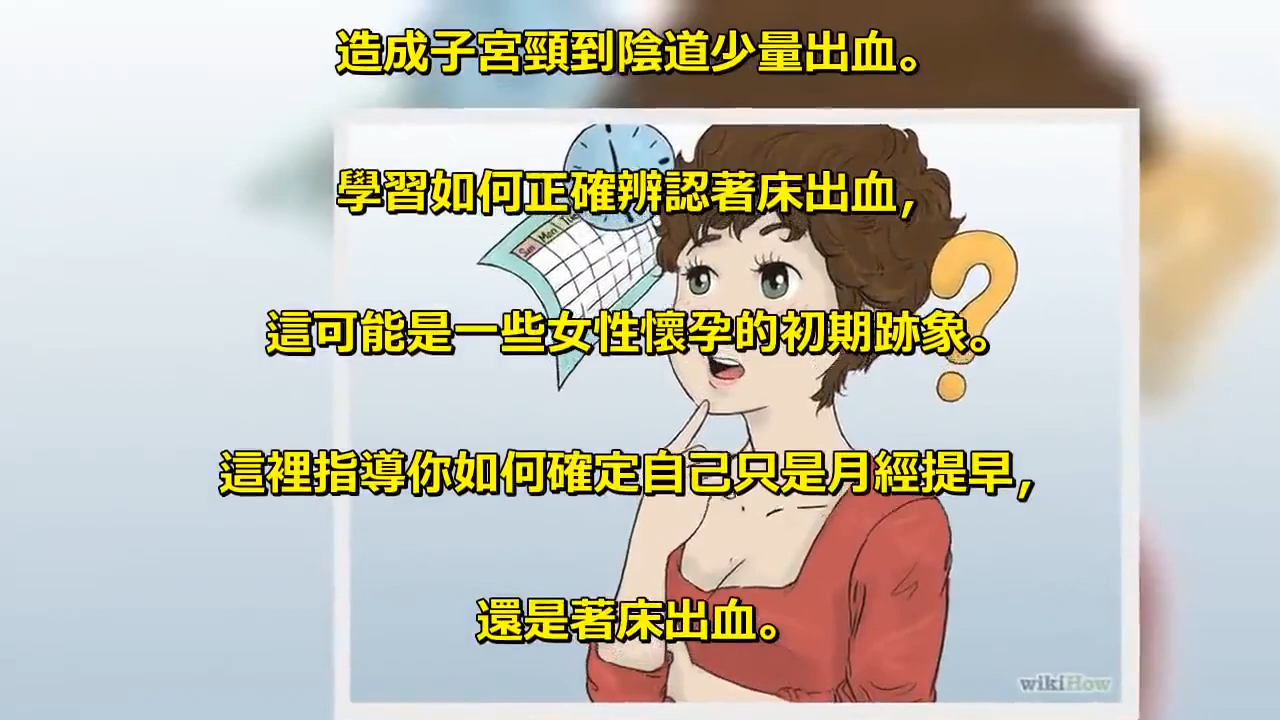 造成子宮頸到陰道少量出血。
學習如何正確辨認著床出血，
Sun Mon Tue
這可能是一些女性懷孕的初期跡象。
這裡指導你如何確定自己只是月經提早，
還是著床出血。
wikiHow